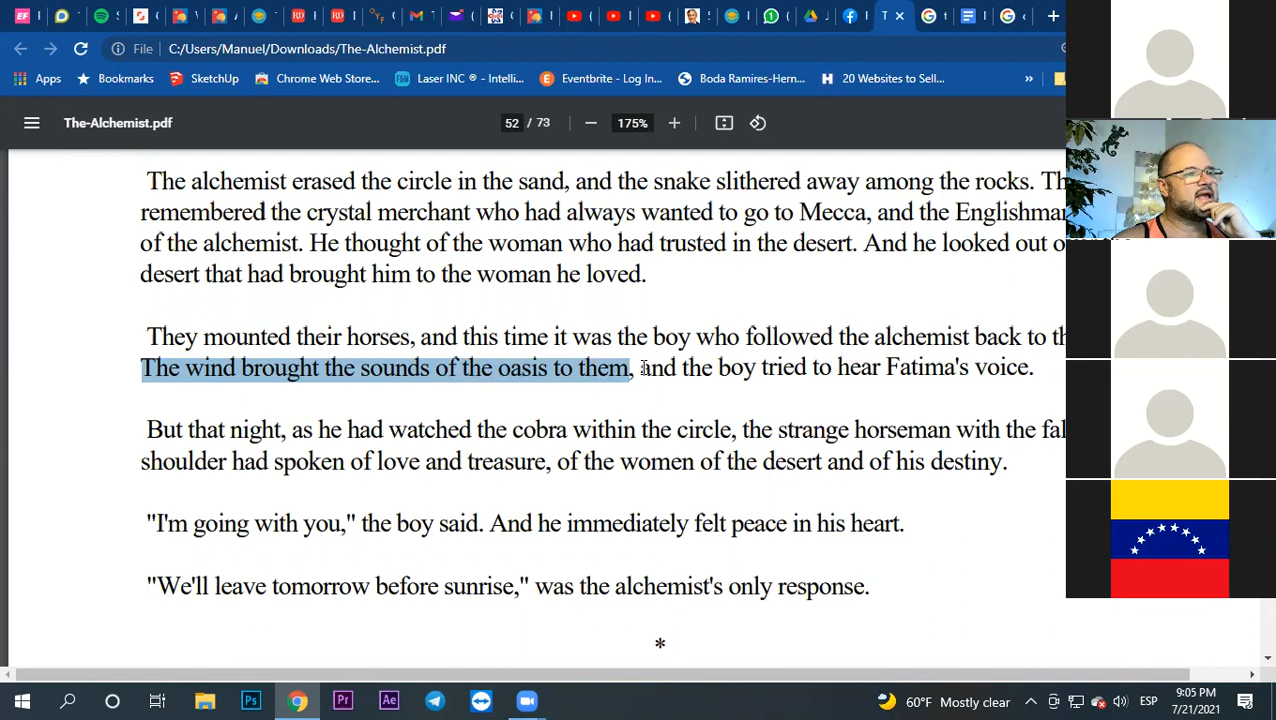 File C:/Users/Manuel/Downloads/The-Alchemist.pdf
Apps Bookmarks SketchUp Chrome Web Store... Laser INC ® - Intelli... Eventbrite - Log In... Boda Ramires-Hern... 20 Websites to Sell... »
The-Alchemist.pdf 52 / 73 175%
The alchemist erased the circle in the sand, and the snake slithered away among the rocks.
remembered the crystal merchant who had always wanted to go to Mecca, and the Englishman
of the alchemist. He thought of the woman who had trusted in the desert. And he looked out
desert that had brought him to the woman he loved.
They mounted their horses, and this time it was the boy who followed the alchemist back to
The wind brought the sounds of the oasis to them, and the boy tried to hear Fatima's voice.
But that night, as he had watched the cobra within the circle, the strange horseman with the
shoulder had spoken of love and treasure, of the women of the desert and of his destiny.
"I'm going with you," the boy said. And he immediately felt peace in his heart.
"We'll leave tomorrow before sunrise," was the alchemist's only response.
*
60°F Mostly clear ESP 9:05 PM
7/21/2021